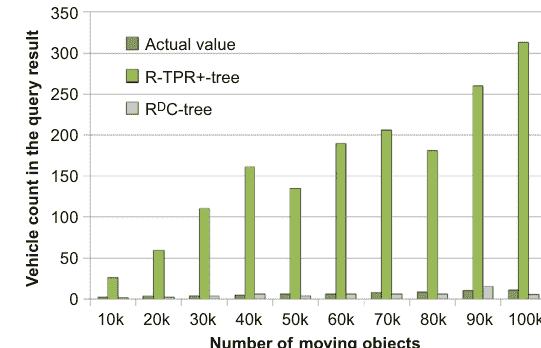 350
300
250
200
150
100
50
0
Vehicle count in the query result
Actual value
R-TPR+-tree
RᴰC-tree
10k 20k 30k 40k 50k 60k 70k 80k 90k 100k
Number of moving objects